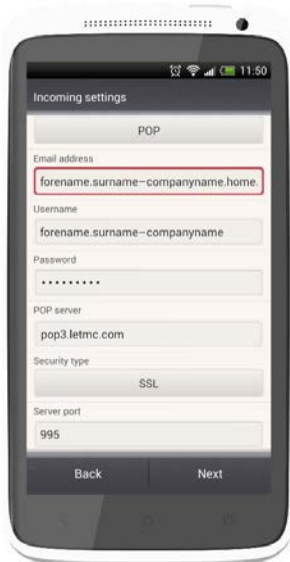 11:50
Incoming settings
POP
Email address
forename.surname–companyname.home.
Username
forename.surname–companyname
Password
•••••••••
POP server
pop3.letmc.com
Security type
SSL
Server port
995
Back Next